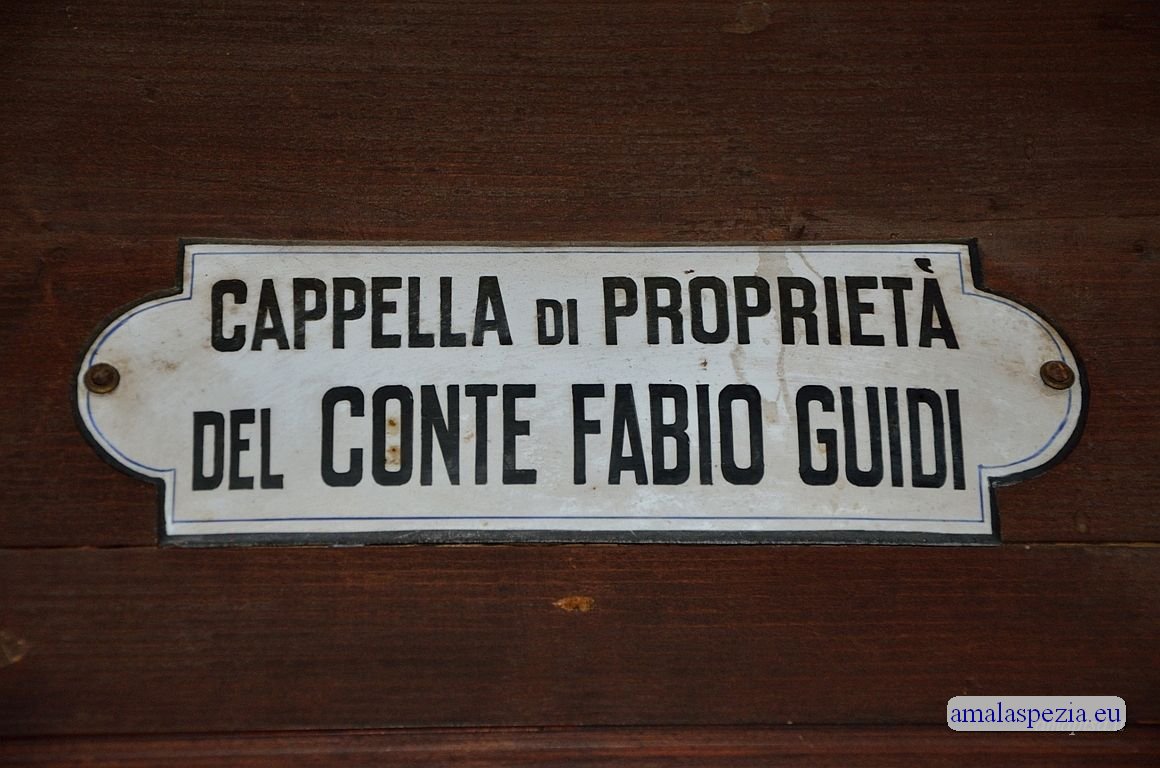 CAPPELLA DI PROPRIETÀ
DEL CONTE FABIO GUIDI
amalaspezia.eu